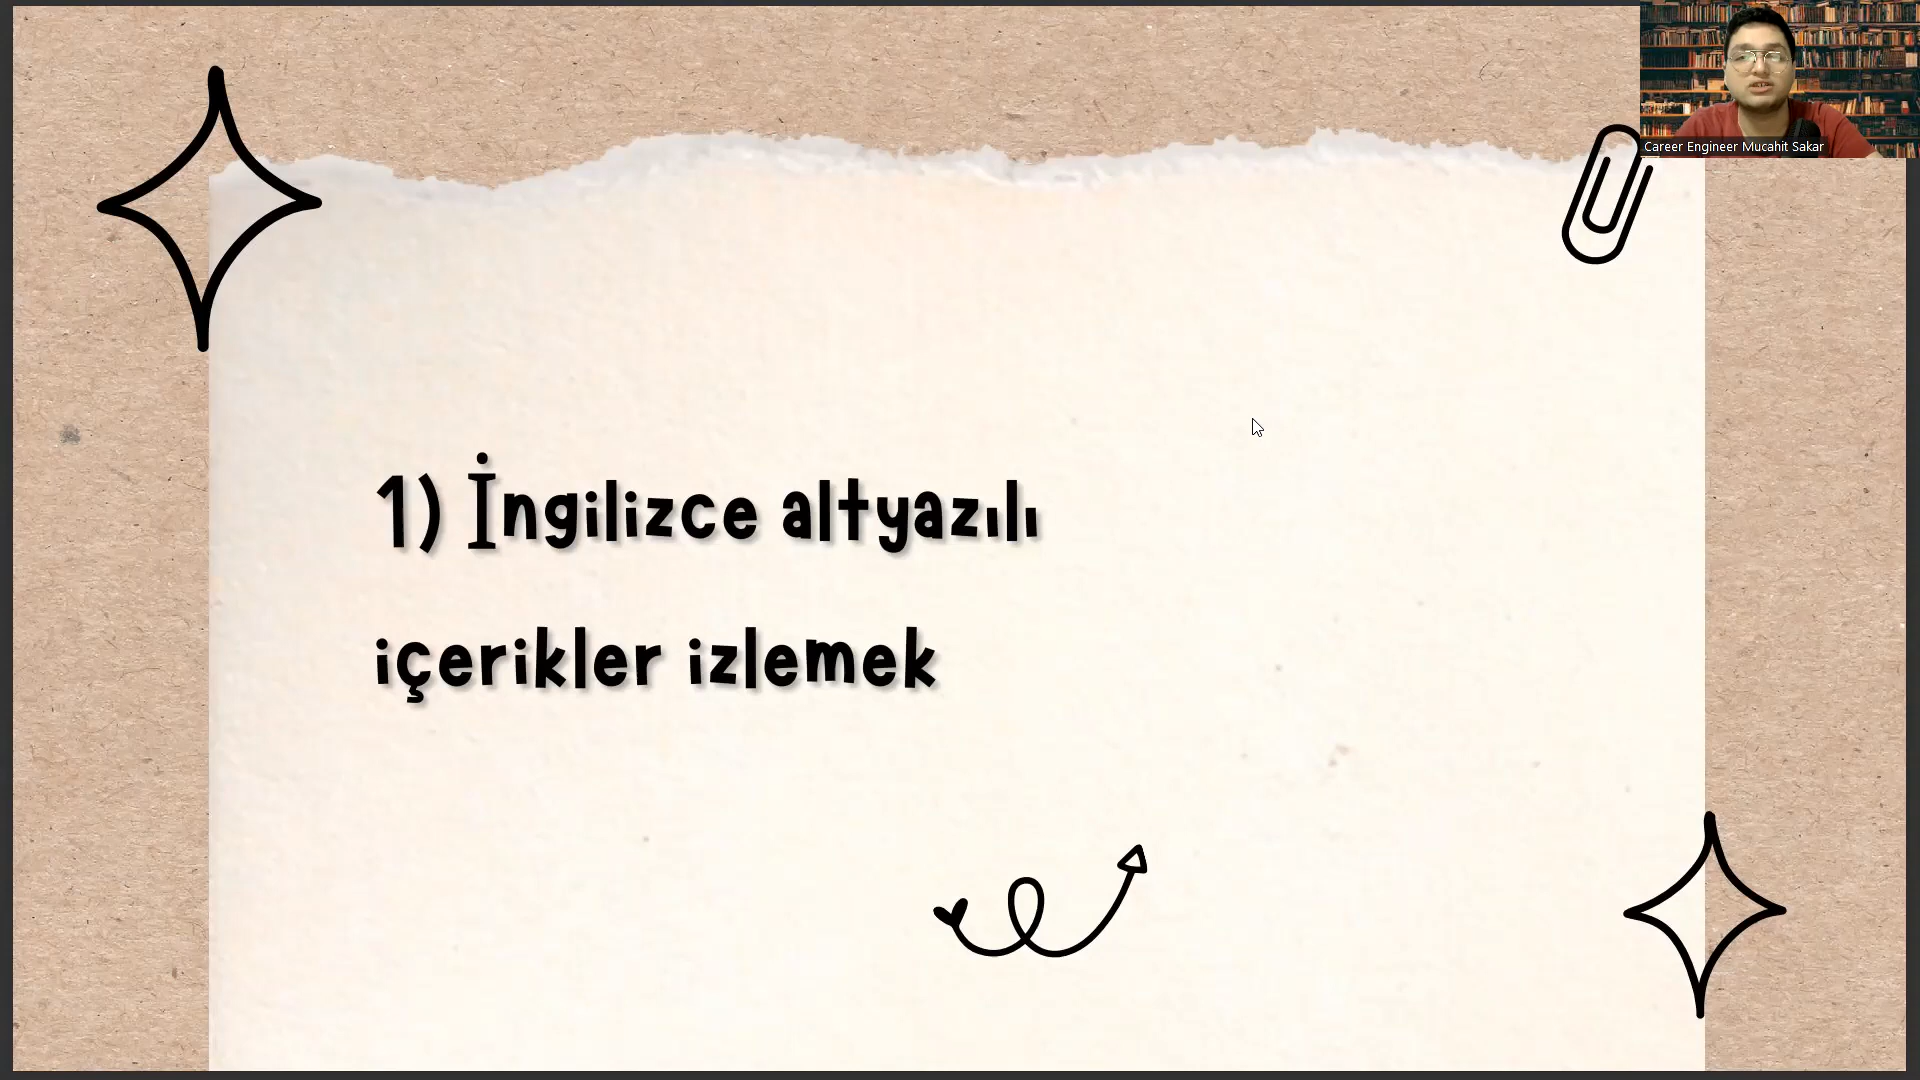 Career Engineer Mucahit Sakar
1) İngilizce altyazılı
içerikler izlemek